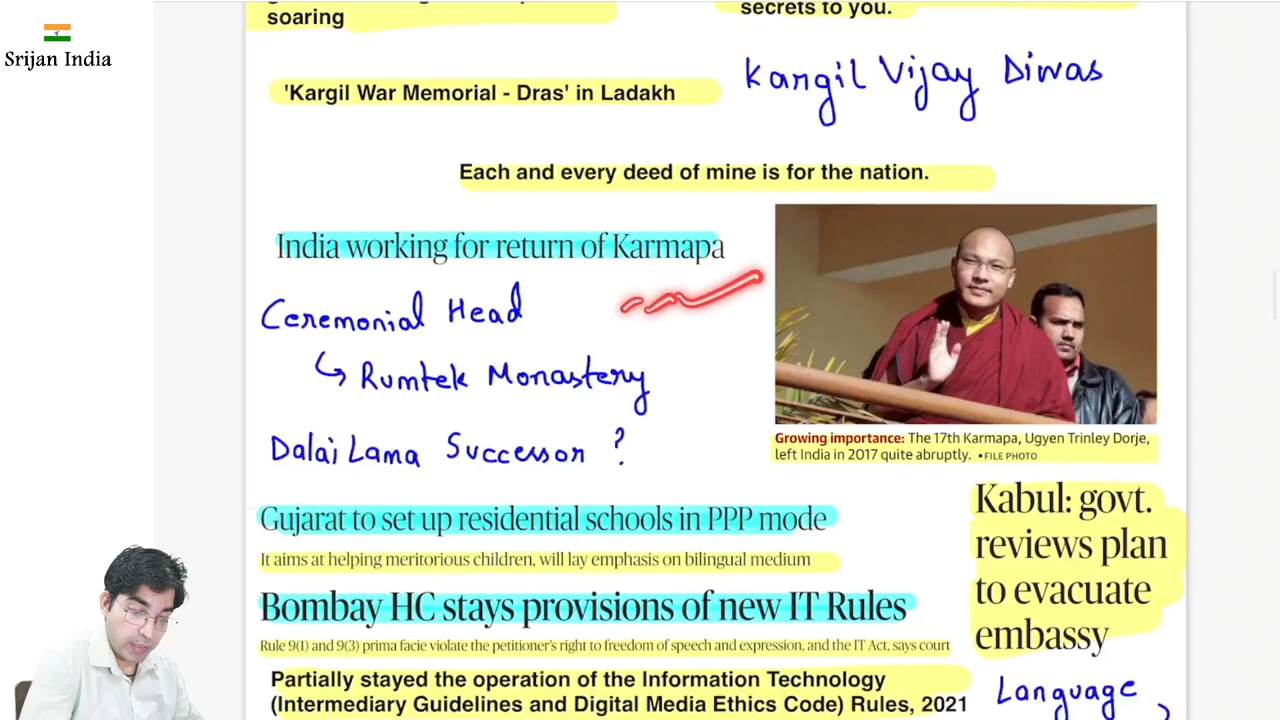 Srijan India
soaring
secrets to you.
'Kargil War Memorial - Dras' in Ladakh
Kargil Vijay Diwas
Each and every deed of mine is for the nation.
India working for return of Karmapa
Ceremonial Head
↳ Rumtek Monastery
Dalai Lama Successor ?
Growing importance: The 17th Karmapa, Ugyen Trinley Dorje,
left India in 2017 quite abruptly. ▪FILE PHOTO
Gujarat to set up residential schools in PPP mode
It aims at helping meritorious children, will lay emphasis on bilingual medium
Bombay HC stays provisions of new IT Rules
Rule 9(1) and 9(3) prima facie violate the petitioner's right to freedom of speech and expression, and the IT Act, says court
Partially stayed the operation of the Information Technology
(Intermediary Guidelines and Digital Media Ethics Code) Rules, 2021
Kabul: govt.
reviews plan
to evacuate
embassy
Language